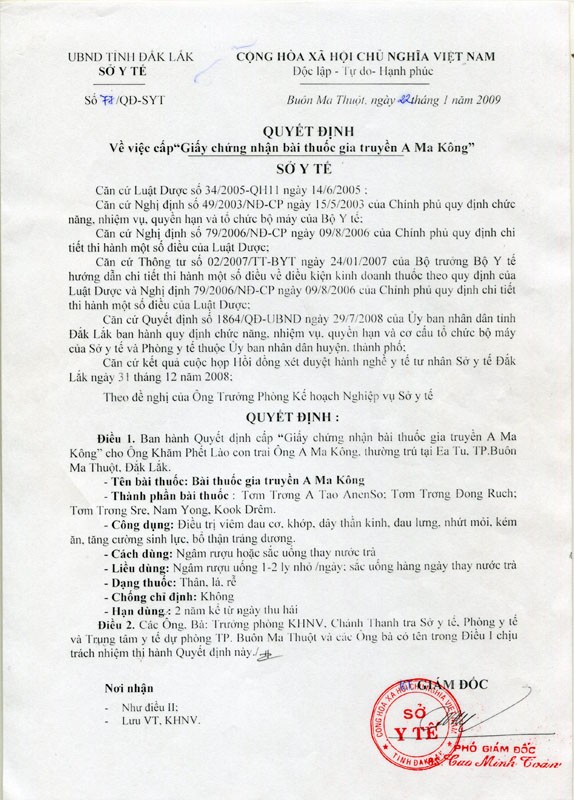 UBND TỈNH ĐẮK LẮK
SỞ Y TẾ
Số /QĐ-SYT
CỘNG HÒA XÃ HỘI CHỦ NGHĨA VIỆT NAM
Độc lập - Tự do- Hạnh phúc
Buôn Ma Thuột, ngày 22 tháng 1 năm 2009
QUYẾT ĐỊNH
Về việc cấp“Giấy chứng nhận bài thuốc gia truyền A Ma Kông”
SỞ Y TẾ
Căn cứ Luật Dược số 34/2005-QH11 ngày 14/6/2005 ;
Căn cứ Nghị định số 49/2003/NĐ-CP ngày 15/5/2003 của Chính phủ quy định chức
năng, nhiệm vụ, quyền hạn và tổ chức bộ máy của Bộ Y tế;
Căn cứ Nghị định số 79/2006/NĐ-CP ngày 09/8/2006 của Chính phủ quy định chi
tiết thi hành một số điều của Luật Dược;
Căn cứ Thông tư số 02/2007/TT-BYT ngày 24/01/2007 của Bộ trưởng Bộ Y tế
hướng dẫn chi tiết thi hành một số điều về điều kiện kinh doanh thuốc theo quy định của
Luật Dược và Nghị định 79/2006/NĐ-CP ngày 09/8/2006 của Chính phủ quy định chi tiết
thi hành một số điều của Luật Dược;
Căn cứ Quyết định số 1864/QĐ-UBND ngày 29/7/2008 của Ủy ban nhân dân tỉnh
Đắk Lắk ban hành quy định chức năng, nhiệm vụ, quyền hạn và cơ cấu tổ chức bộ máy
của Sở y tế và Phòng y tế thuộc Ủy ban nhân dân huyện, thành phố;
Căn cứ kết quả cuộc họp Hồi đồng xét duyệt hành nghề y tế tư nhân Sở y tế Đắk
Lắk ngày 31 tháng 12 năm 2008;
Theo đề nghị của Ông Trưởng Phòng Kế hoạch Nghiệp vụ Sở y tế
QUYẾT ĐỊNH :
Điều 1. Ban hành Quyết định cấp “Giấy chứng nhận bài thuốc gia truyền A Ma
Kông” cho Ông Khăm Phết Lào con trai Ông A Ma Kông, thường trú tại Ea Tu, TP.Buôn
Ma Thuột, Đắk Lắk.
- Tên bài thuốc: Bài thuốc gia truyền A Ma Kông
- Thành phần bài thuốc : Tơm Trơng A Tao AnenSo; Tơm Trơng Dong Ruch;
Tơm Trơng Sre, Nam Yong, Kook Drêm.
- Công dụng: Điều trị viêm đau cơ, khớp, dây thần kinh, đau lưng, nhứt mỏi, kém
ăn, tăng cường sinh lực, bổ thận tráng dương.
- Cách dùng: Ngâm rượu hoặc sắc uống thay nước trà
- Liều dùng: Ngâm rượu uống 1-2 ly nhỏ /ngày; sắc uống hàng ngày thay nước trà
- Dạng thuốc: Thân, lá, rễ
- Chống chỉ định: Không
- Hạn dùng : 2 năm kể từ ngày thu hái
Điều 2. Các Ông, Bà: Trưởng phòng KHNV, Chánh Thanh tra Sở y tế, Phòng y tế
và Trung tâm y tế dự phòng TP. Buôn Ma Thuột và các Ông bà có tên trong Điều 1 chịu
trách nhiệm thi hành Quyết định này./.
Nơi nhận
- Như điều II;
- Lưu VT, KHNV.
KT GIÁM ĐỐC
CỘNG HÒA XÃ HỘI CHỦ NGHĨA VIỆT NAM
SỞ
Y TẾ
TỈNH ĐAKLAK
PHÓ GIÁM ĐỐC
BS. Cao Minh Toàn